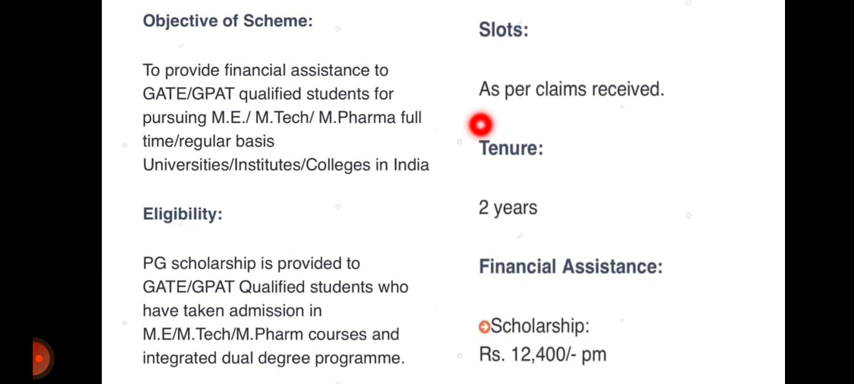 Objective of Scheme:
To provide financial assistance to
GATE/GPAT qualified students for
pursuing M.E./ M.Tech/ M.Pharma full
time/regular basis
Universities/Institutes/Colleges in India
Eligibility:
PG scholarship is provided to
GATE/GPAT Qualified students who
have taken admission in
M.E/M.Tech/M.Pharm courses and
integrated dual degree programme.
Slots:
As per claims received.
Tenure:
2 years
Financial Assistance:
Scholarship:
Rs. 12,400/- pm